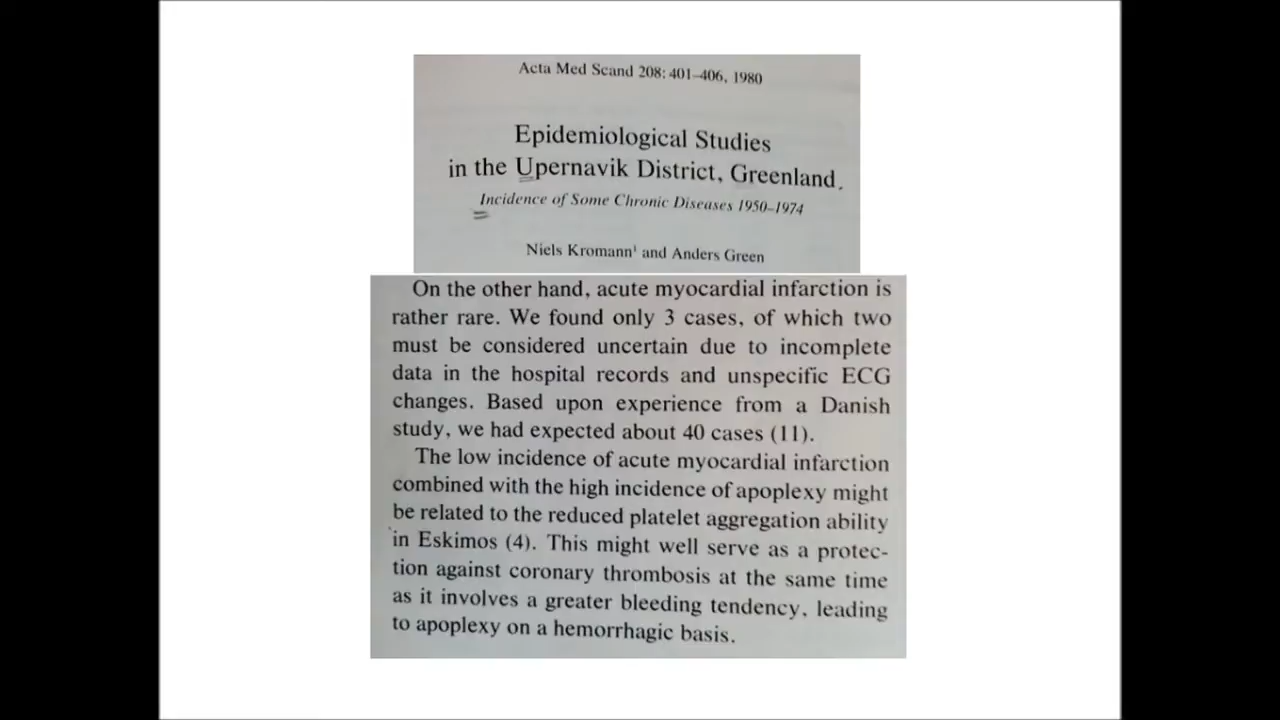 Acta Med Scand 208: 401–406, 1980
Epidemiological Studies
in the Upernavik District, Greenland
Incidence of Some Chronic Diseases 1950–1974
Niels Kromann¹ and Anders Green
On the other hand, acute myocardial infarction is
rather rare. We found only 3 cases, of which two
must be considered uncertain due to incomplete
data in the hospital records and unspecific ECG
changes. Based upon experience from a Danish
study, we had expected about 40 cases (11).
The low incidence of acute myocardial infarction
combined with the high incidence of apoplexy might
be related to the reduced platelet aggregation ability
in Eskimos (4). This might well serve as a protec-
tion against coronary thrombosis at the same time
as it involves a greater bleeding tendency, leading
to apoplexy on a hemorrhagic basis.